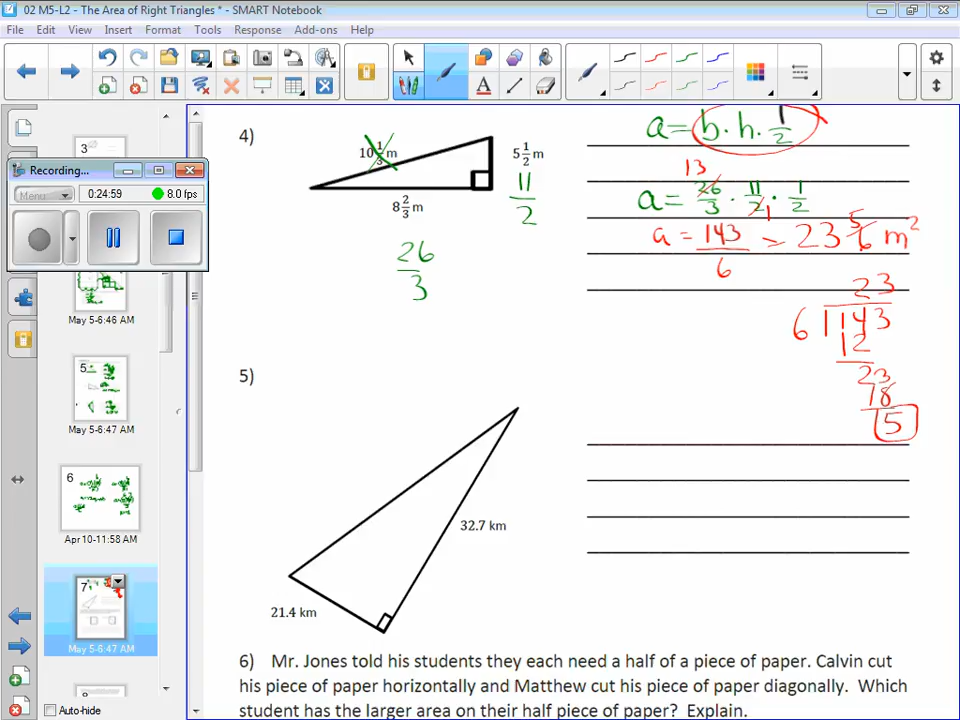 02 M5-L2 - The Area of Right Triangles * - SMART Notebook
File Edit View Insert Format Tools Response Add-ons Help
Recording...
0:24:59 8.0 fps
Menu
3
May 5-6:46 AM
5
May 5-6:47 AM
6
Apr 10-11:58 AM
7
May 5-6:47 AM
Auto-hide
4)
10 1/3 m
5 1/2 m
11/2
8 2/3 m
26/3
a = b · h · 1/2
13
a = 26/3 · 11/2 · 1/2
1
a = 143/6 = 23 5/6 m²
23
6 143
12
23
18
5
5)
32.7 km
21.4 km
6) Mr. Jones told his students they each need a half of a piece of paper. Calvin cut
his piece of paper horizontally and Matthew cut his piece of paper diagonally. Which
student has the larger area on their half piece of paper? Explain.